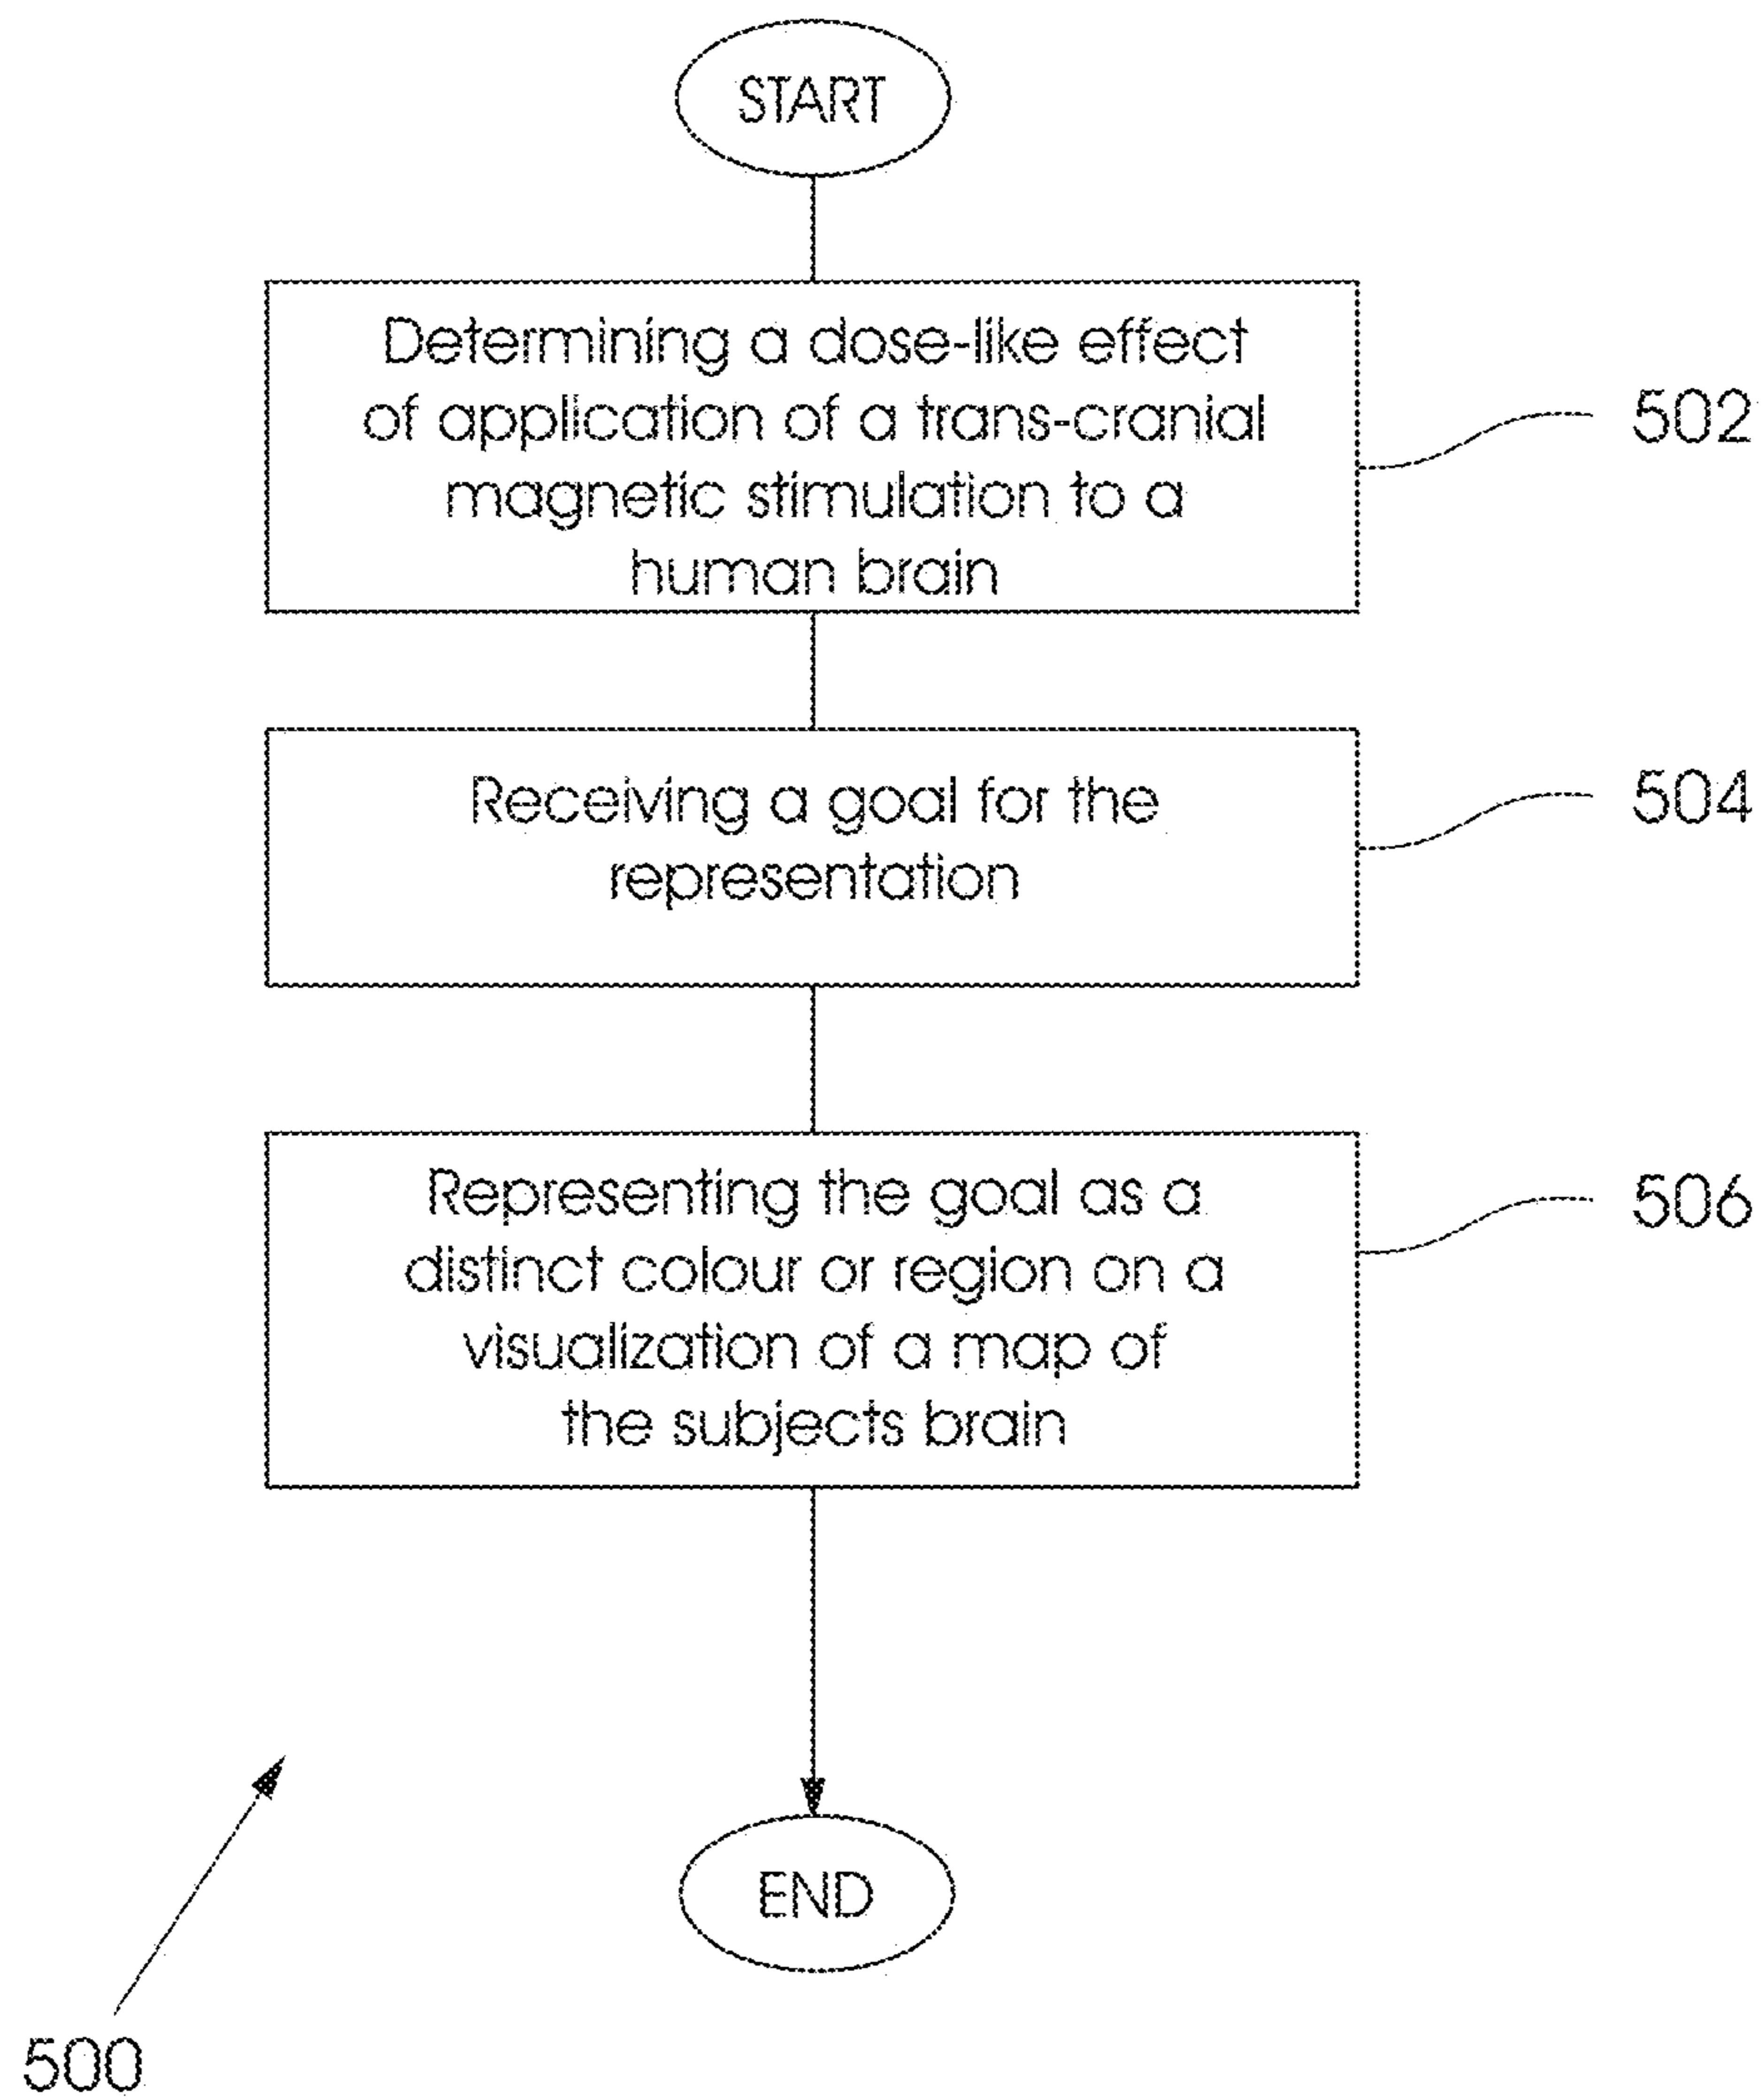 START
Determining a dose-like effect
of application of a trans-cranial
magnetic stimulation to a
human brain
502
Receiving a goal for the
representation
504
Representing the goal as a
distinct colour or region on a
visualization of a map of
the subjects brain
506
END
500